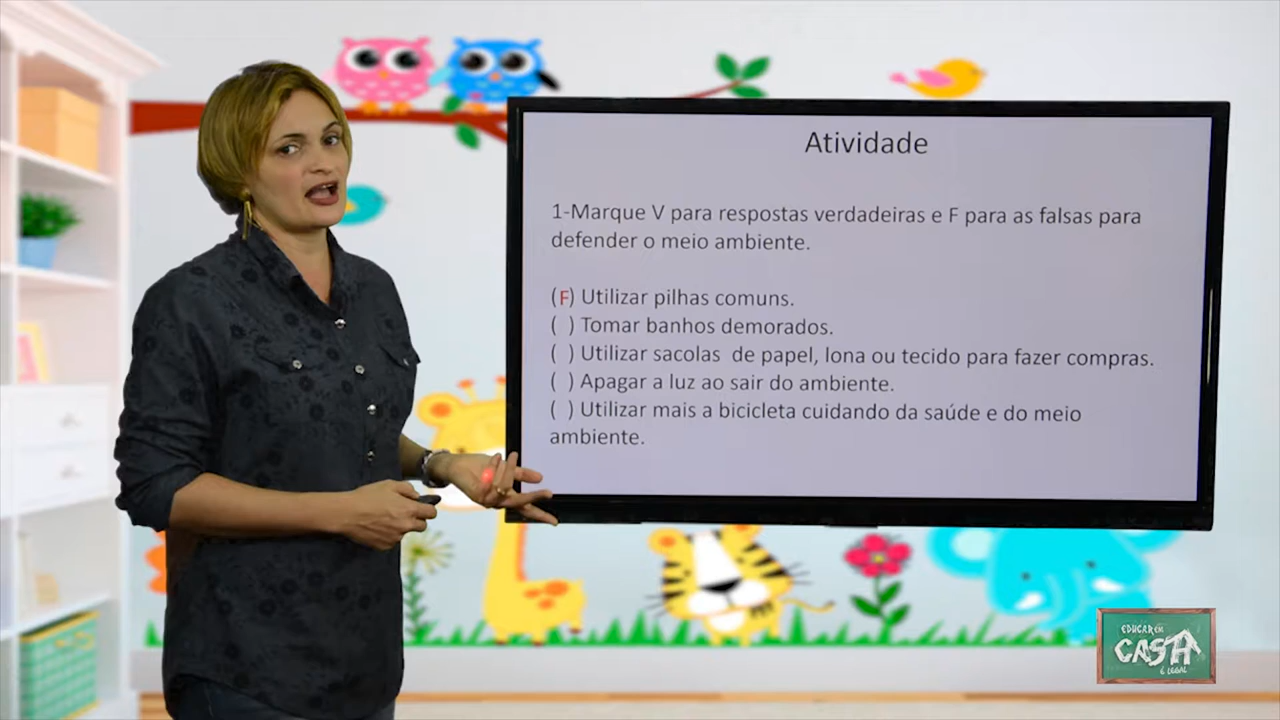 Atividade
1-Marque V para respostas verdadeiras e F para as falsas para
defender o meio ambiente.
(F) Utilizar pilhas comuns.
( ) Tomar banhos demorados.
( ) Utilizar sacolas de papel, lona ou tecido para fazer compras.
( ) Apagar a luz ao sair do ambiente.
( ) Utilizar mais a bicicleta cuidando da saúde e do meio
ambiente.
EDUCAR EM
CASA
É LEGAL